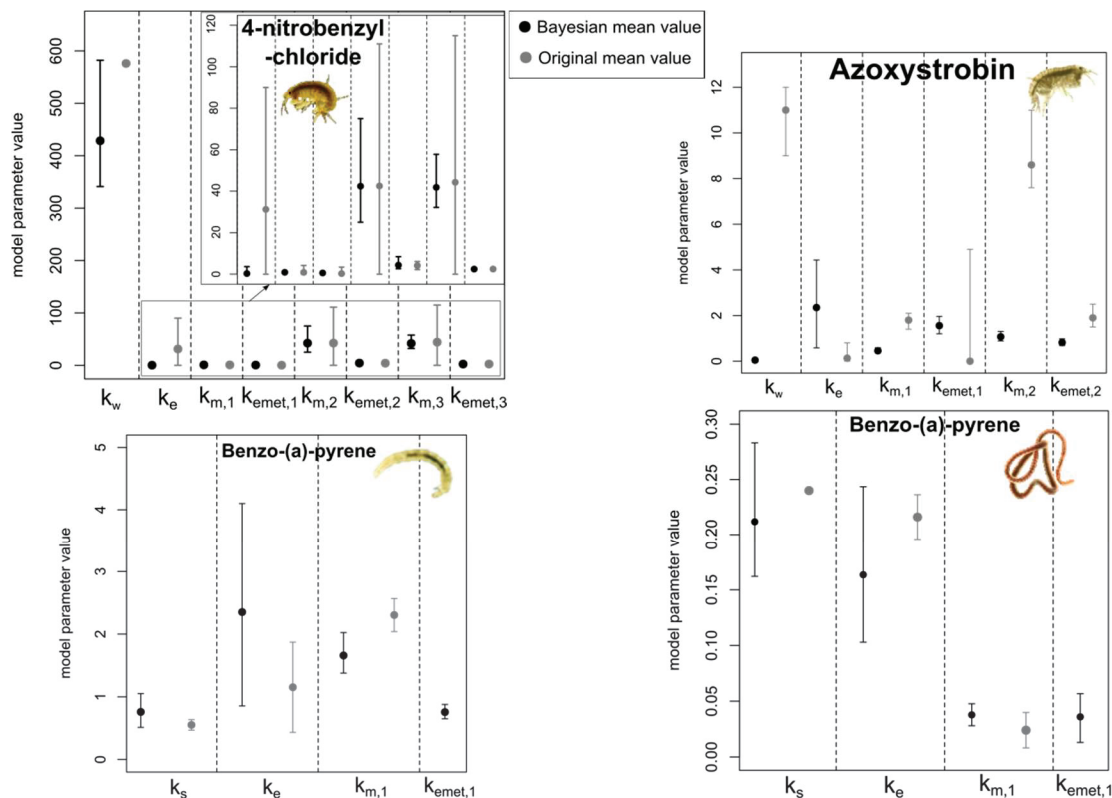 4-nitrobenzyl
-chloride
Bayesian mean value
Original mean value
model parameter value
0
100
200
300
400
500
600
0
20
40
60
80
100
120
kw
ke
km,1
kemet,1
km,2
kemet,2
km,3
kemet,3
Azoxystrobin
model parameter value
0
2
4
6
8
10
12
kw
ke
km,1
kemet,1
km,2
kemet,2
Benzo-(a)-pyrene
model parameter value
0
1
2
3
4
5
ks
ke
km,1
kemet,1
Benzo-(a)-pyrene
model parameter value
0.00
0.05
0.10
0.15
0.20
0.25
0.30
ks
ke
km,1
kemet,1